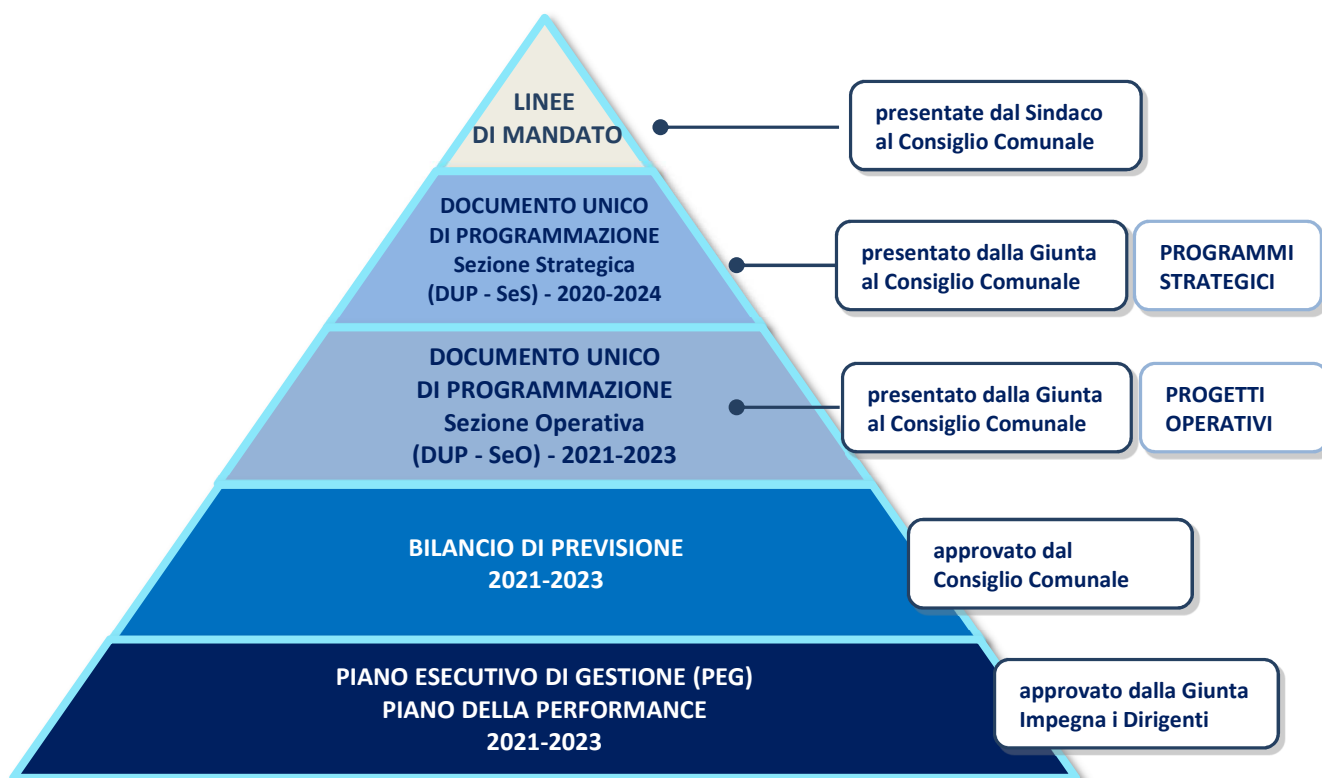 LINEE
DI MANDATO
presentate dal Sindaco
al Consiglio Comunale
DOCUMENTO UNICO
DI PROGRAMMAZIONE
Sezione Strategica
(DUP - SeS) - 2020-2024
presentato dalla Giunta
al Consiglio Comunale
PROGRAMMI
STRATEGICI
DOCUMENTO UNICO
DI PROGRAMMAZIONE
Sezione Operativa
(DUP - SeO) - 2021-2023
presentato dalla Giunta
al Consiglio Comunale
PROGETTI
OPERATIVI
BILANCIO DI PREVISIONE
2021-2023
approvato dal
Consiglio Comunale
PIANO ESECUTIVO DI GESTIONE (PEG)
PIANO DELLA PERFORMANCE
2021-2023
approvato dalla Giunta
Impegna i Dirigenti